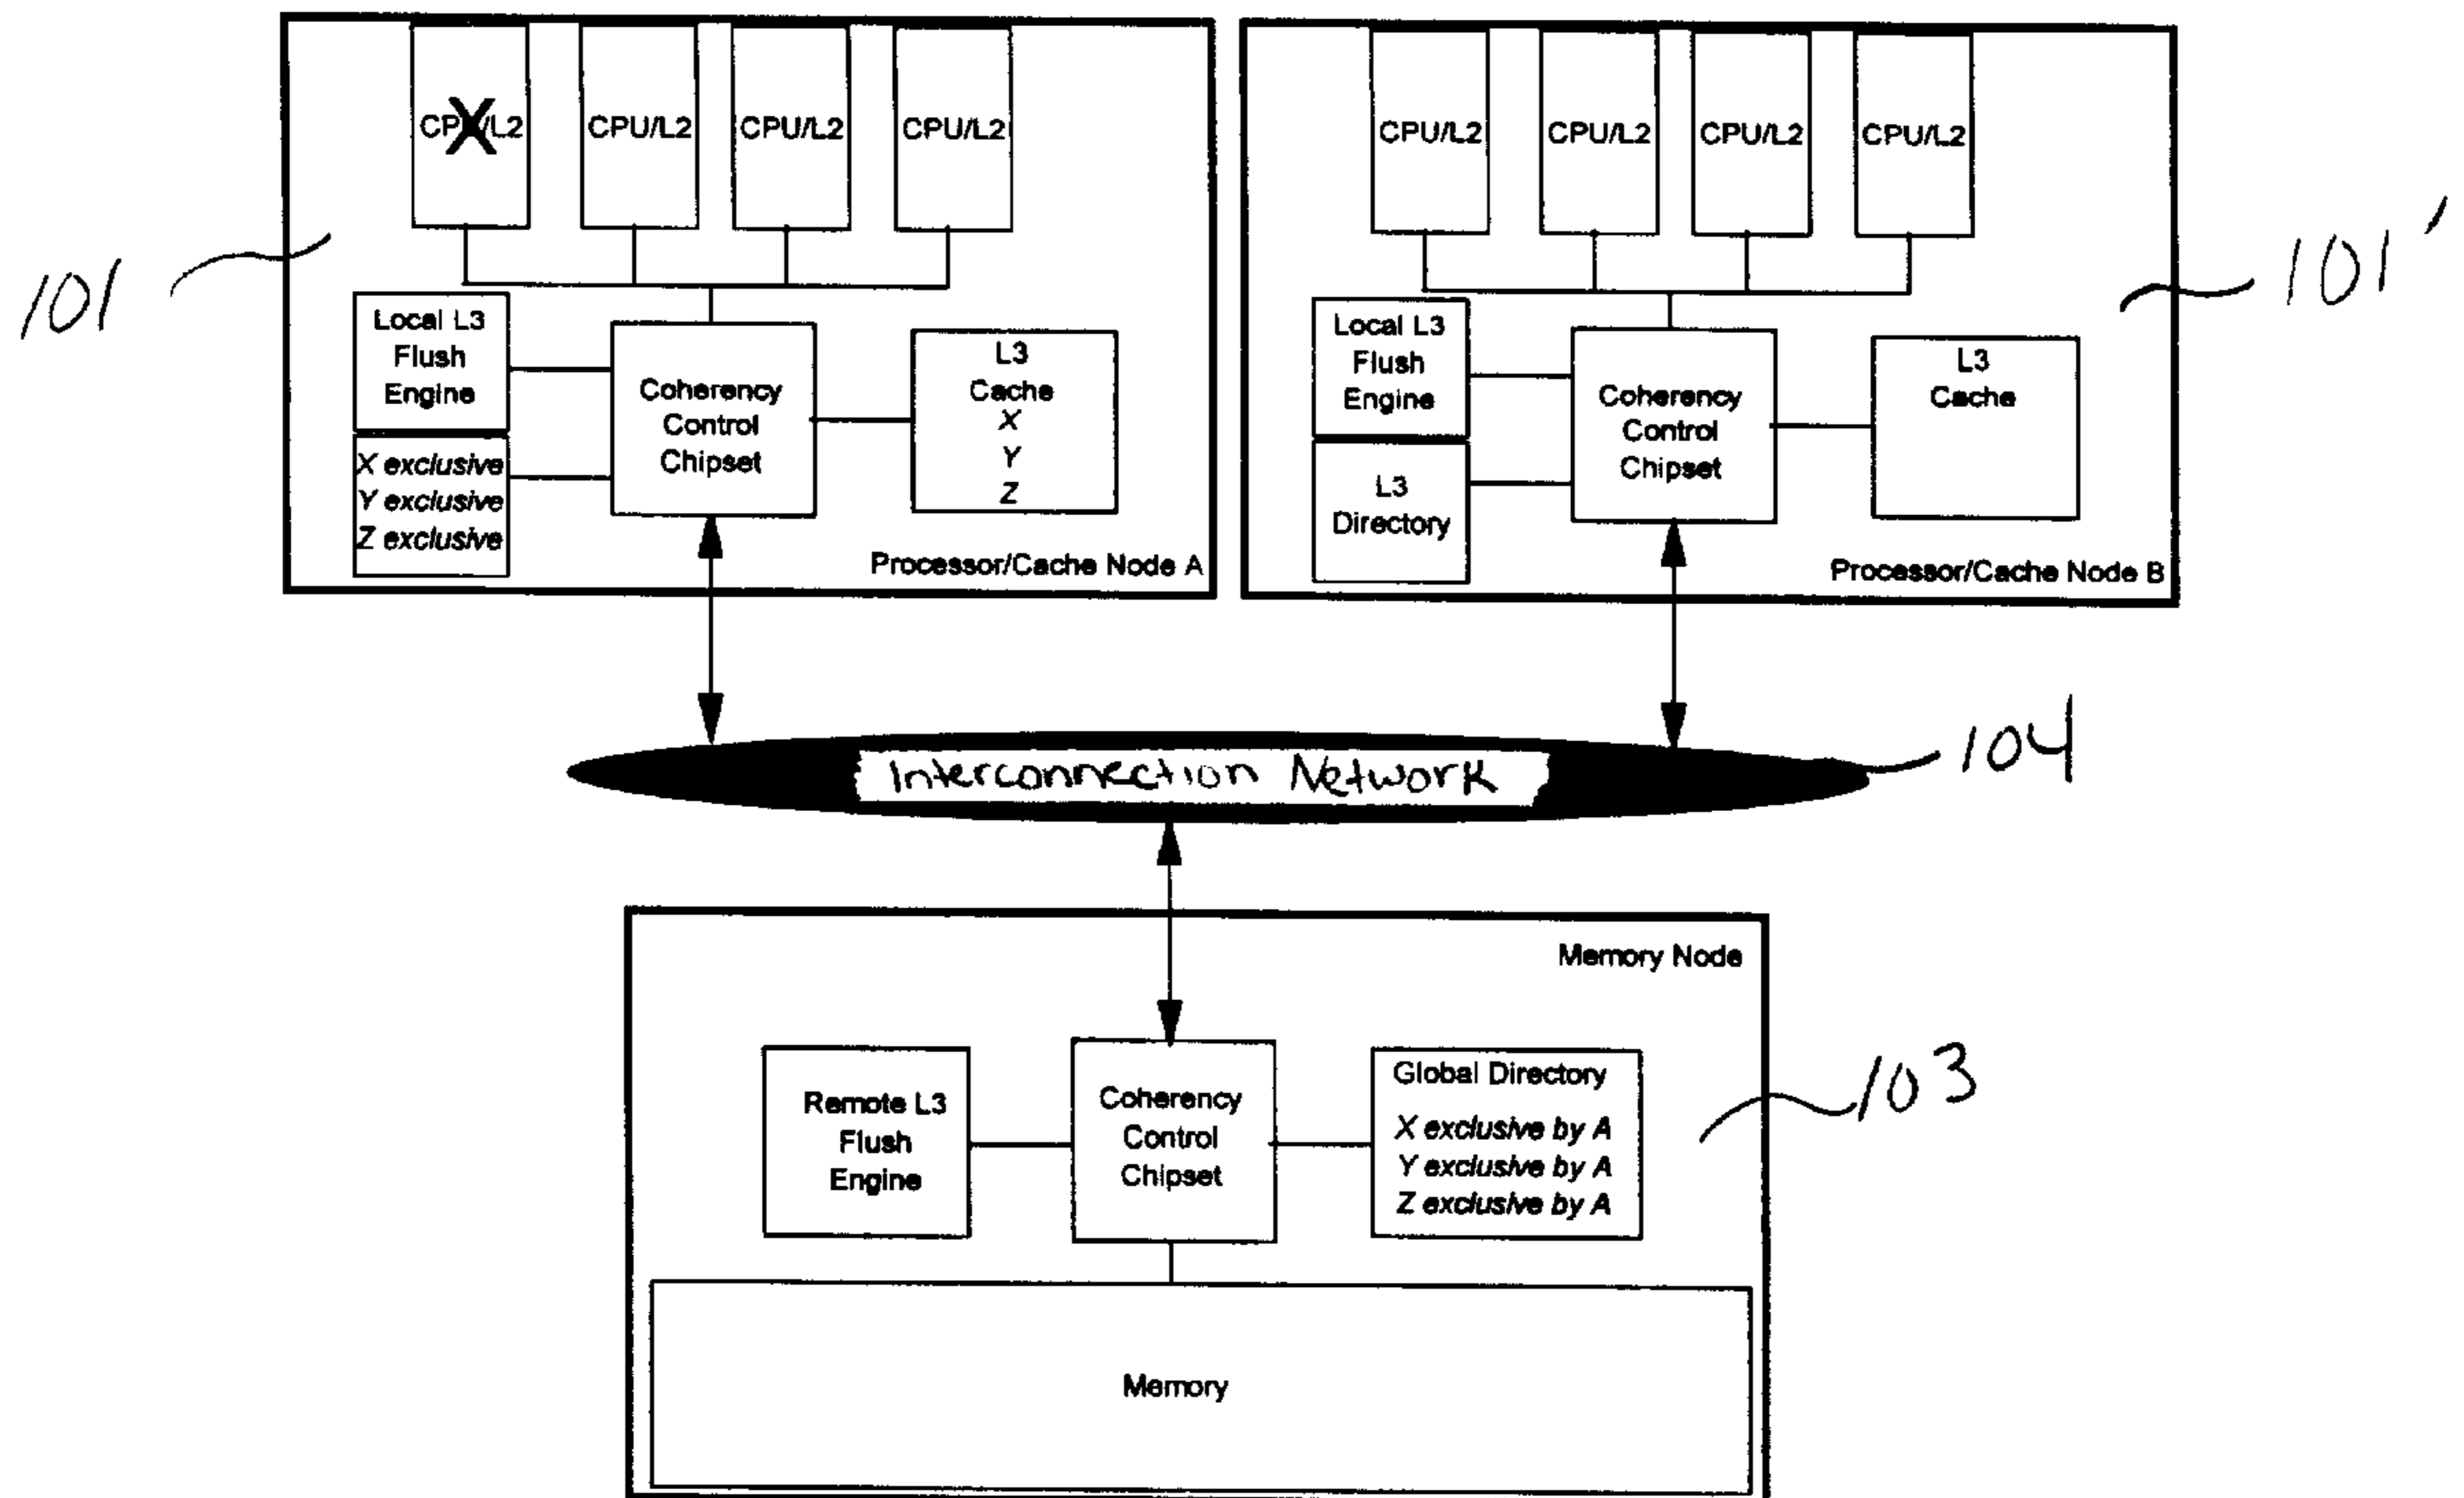 CPU/L2
CPU/L2
CPU/L2
CPU/L2
X
101
Local L3
Flush
Engine
X exclusive
Y exclusive
Z exclusive
Coherency
Control
Chipset
L3
Cache
X
Y
Z
Processor/Cache Node A
CPU/L2
CPU/L2
CPU/L2
CPU/L2
101'
Local L3
Flush
Engine
L3
Directory
Coherency
Control
Chipset
L3
Cache
Processor/Cache Node B
Interconnection Network
104
Memory Node
Remote L3
Flush
Engine
Coherency
Control
Chipset
Global Directory
X exclusive by A
Y exclusive by A
Z exclusive by A
103
Memory